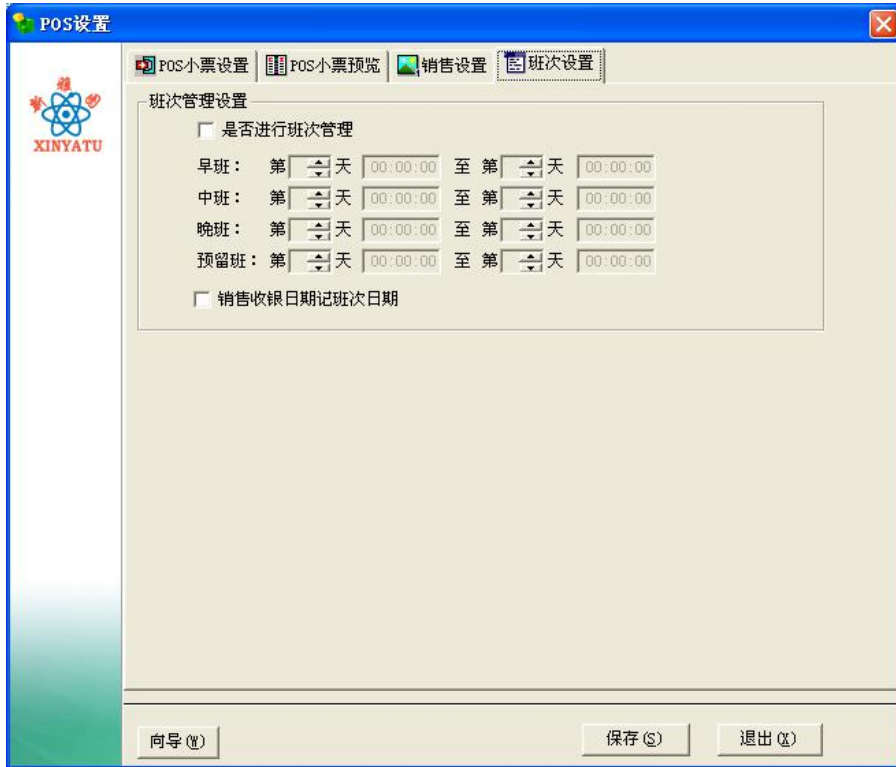 POS设置
POS小票设置 POS小票预览 销售设置 班次设置
雅
XINYATU
班次管理设置
是否进行班次管理
早班： 第 天 00:00:00 至 第 天 00:00:00
中班： 第 天 00:00:00 至 第 天 00:00:00
晚班： 第 天 00:00:00 至 第 天 00:00:00
预留班：第 天 00:00:00 至 第 天 00:00:00
销售收银日期记班次日期
向导(W) 保存(S) 退出(X)